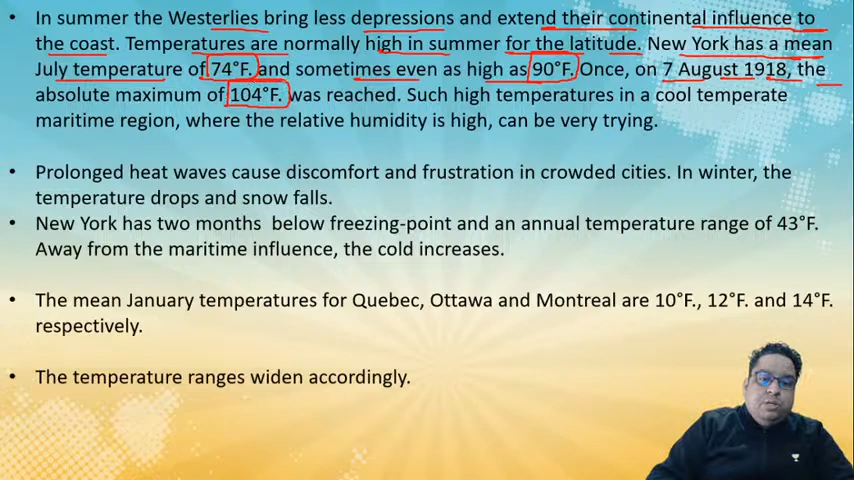 • In summer the Westerlies bring less depressions and extend their continental influence to
the coast. Temperatures are normally high in summer for the latitude. New York has a mean
July temperature of 74°F. and sometimes even as high as 90°F. Once, on 7 August 1918, the
absolute maximum of 104°F. was reached. Such high temperatures in a cool temperate
maritime region, where the relative humidity is high, can be very trying.
• Prolonged heat waves cause discomfort and frustration in crowded cities. In winter, the
temperature drops and snow falls.
• New York has two months below freezing-point and an annual temperature range of 43°F.
Away from the maritime influence, the cold increases.
• The mean January temperatures for Quebec, Ottawa and Montreal are 10°F., 12°F. and 14°F.
respectively.
• The temperature ranges widen accordingly.